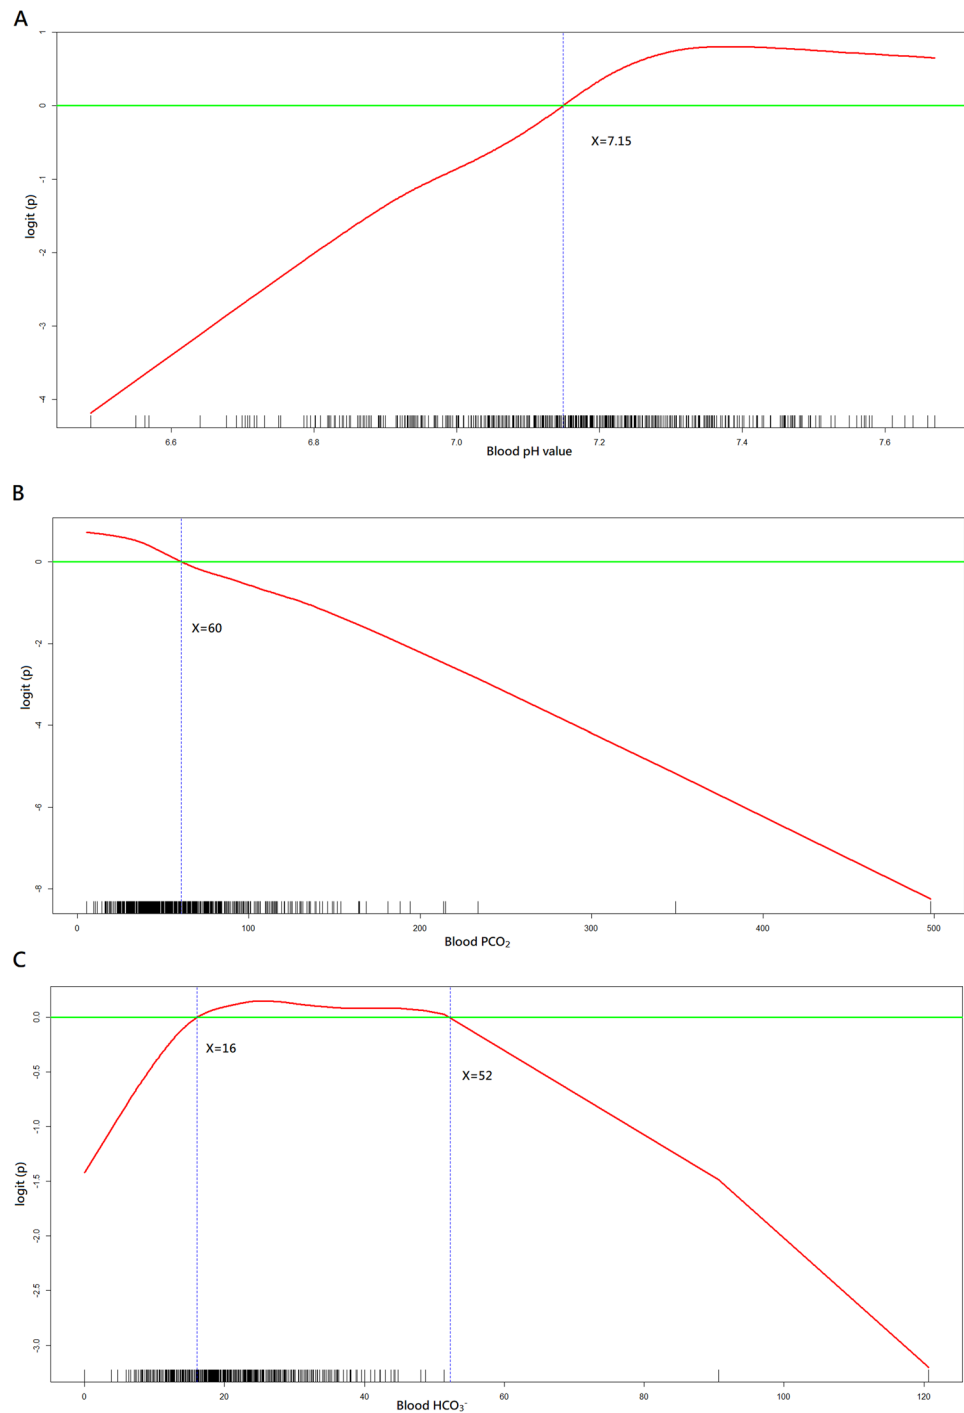 A
1
0
-1
-2
-3
-4
logit (p)
X=7.15
6.6 6.8 7.0 7.2 7.4 7.6
Blood pH value
B
0
-2
-4
-6
-8
logit (p)
X=60
0 100 200 300 400 500
Blood PCO₂
C
0.0
-0.5
-1.0
-1.5
-2.0
-2.5
-3.0
logit (p)
X=16
X=52
0 20 40 60 80 100 120
Blood HCO₃⁻